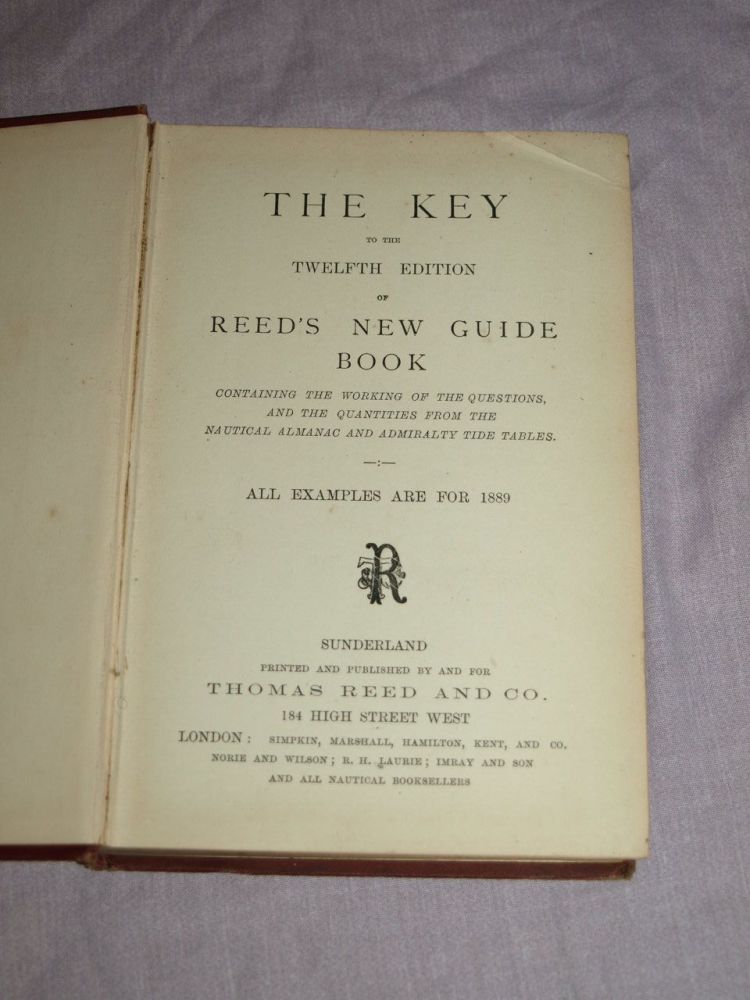 THE KEY
TO THE
TWELFTH EDITION
OF
REED'S NEW GUIDE
BOOK
CONTAINING THE WORKING OF THE QUESTIONS,
AND THE QUANTITIES FROM THE
NAUTICAL ALMANAC AND ADMIRALTY TIDE TABLES.
—:—
ALL EXAMPLES ARE FOR 1889
SUNDERLAND
PRINTED AND PUBLISHED BY AND FOR
THOMAS REED AND CO.
184 HIGH STREET WEST
LONDON: SIMPKIN, MARSHALL, HAMILTON, KENT, AND CO.
NORIE AND WILSON; R. H. LAURIE; IMRAY AND SON
AND ALL NAUTICAL BOOKSELLERS